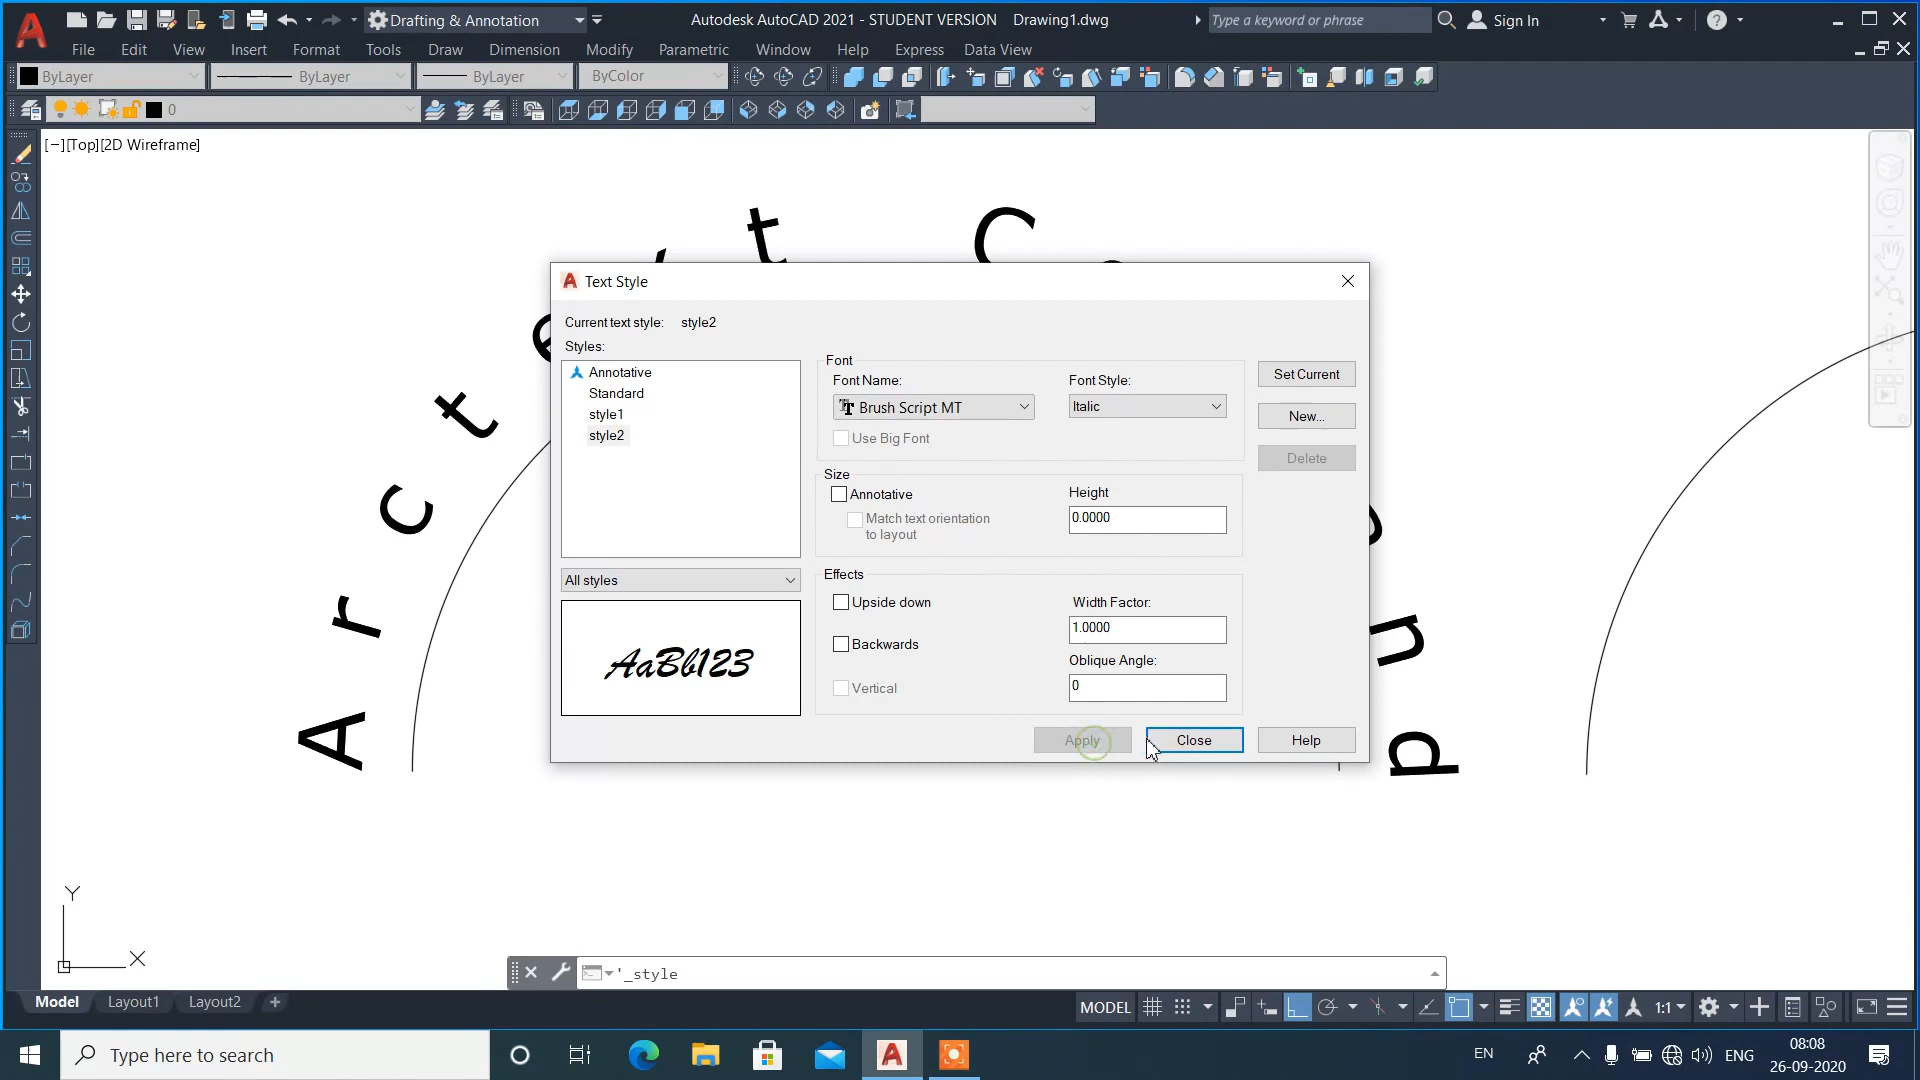 Drafting & Annotation
Autodesk AutoCAD 2021 - STUDENT VERSION Drawing1.dwg
Type a keyword or phrase
Sign In
File Edit View Insert Format Tools Draw Dimension Modify Parametric Window Help Express Data View
ByLayer ByLayer ByLayer ByColor
0
[−][Top][2D Wireframe]
t C
A r c t e
u p
Text Style
Current text style: style2
Styles:
Annotative
Standard
style1
style2
All styles
AaBb123
Font
Font Name: Font Style:
Brush Script MT Italic
Use Big Font
Size
Annotative
Match text orientation
to layout
Height
0.0000
Effects
Upside down
Backwards
Vertical
Width Factor:
1.0000
Oblique Angle:
0
Set Current
New...
Delete
Apply Close Help
Y
X
'_style
Model Layout1 Layout2 +
MODEL 1:1
Type here to search
EN ENG
08:08
26-09-2020